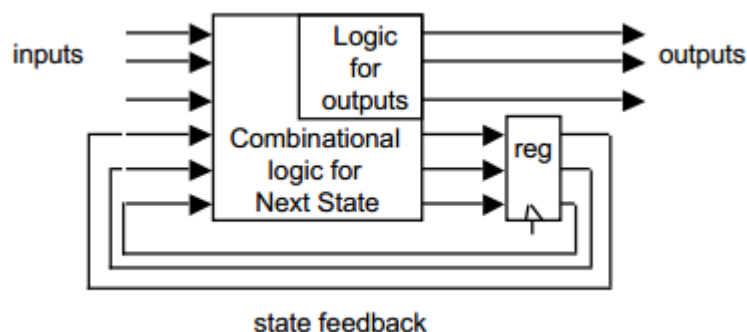 inputs
Logic
for
outputs
outputs
Combinational
logic for
Next State
reg
state feedback